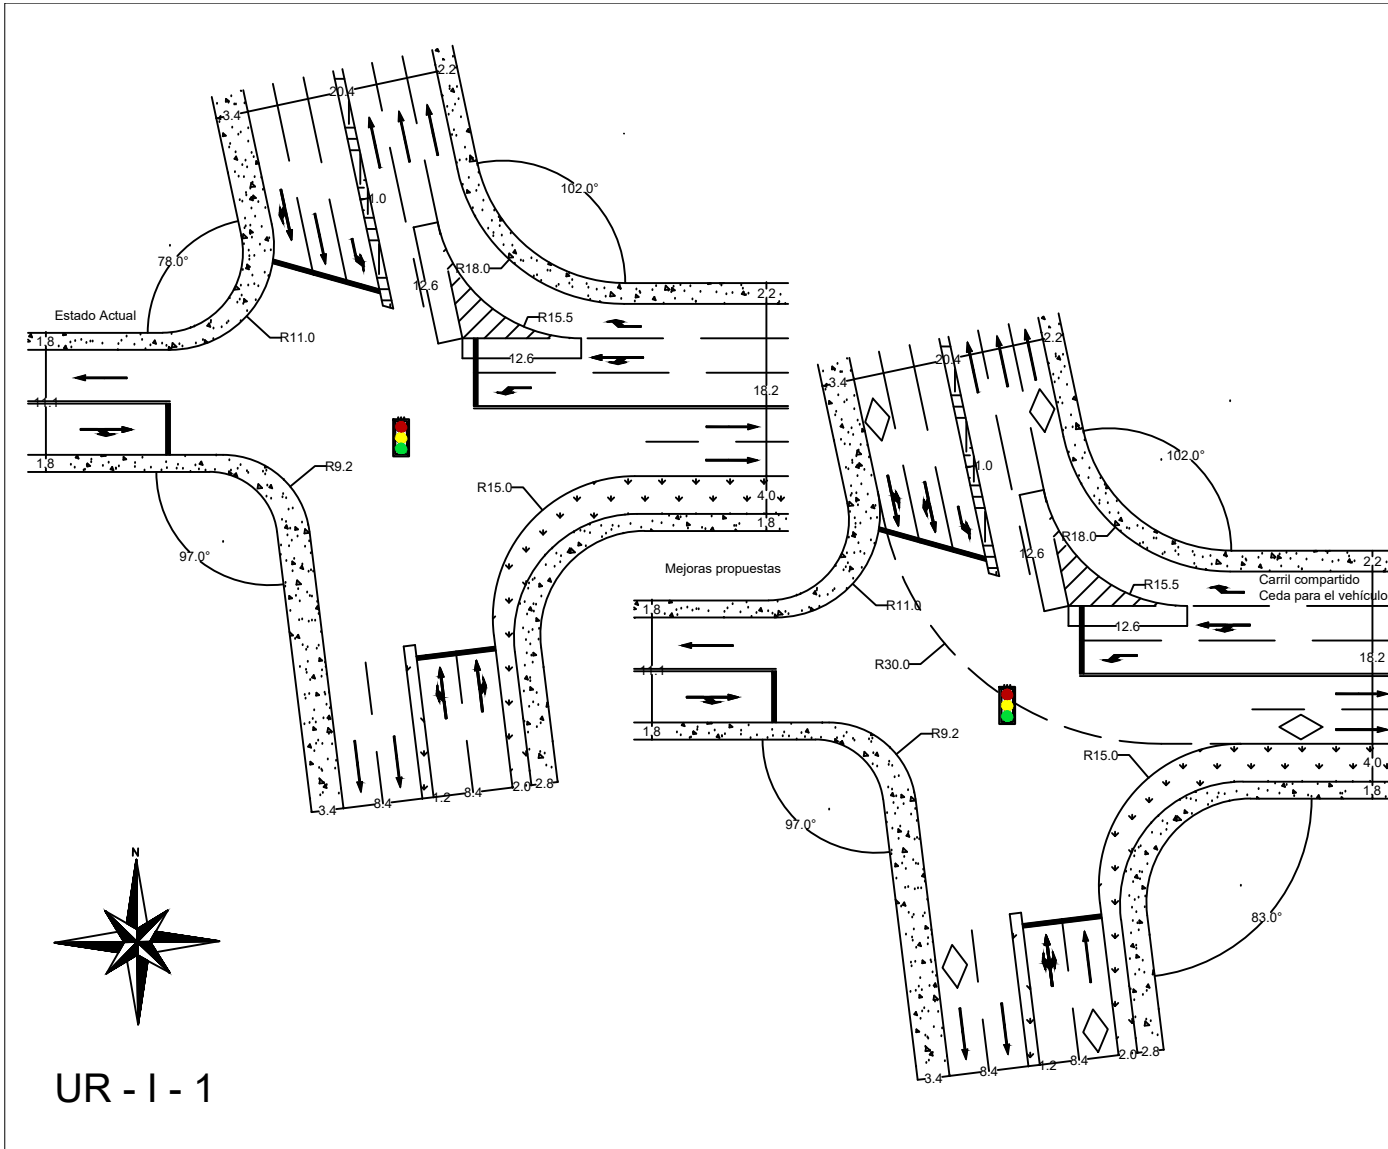 2.2
20.4
3.4
102.0°
1.0
78.0°
R18.0
12.6
2.2
Estado Actual
R15.5
R11.0
1.8
12.6
18.2
11.1
1.8
R9.2
R15.0
4.0
1.8
97.0°
3.4
8.4
1.2
8.4
2.0
2.8
2.2
20.4
3.4
102.0°
1.0
R18.0
12.6
2.2
Mejoras propuestas
Carril compartido
Ceda para el vehículo
R15.5
R11.0
1.8
12.6
R30.0
18.2
11.1
1.8
R9.2
R15.0
4.0
1.8
97.0°
83.0°
3.4
8.4
1.2
8.4
2.0
2.8
N
UR - I - 1